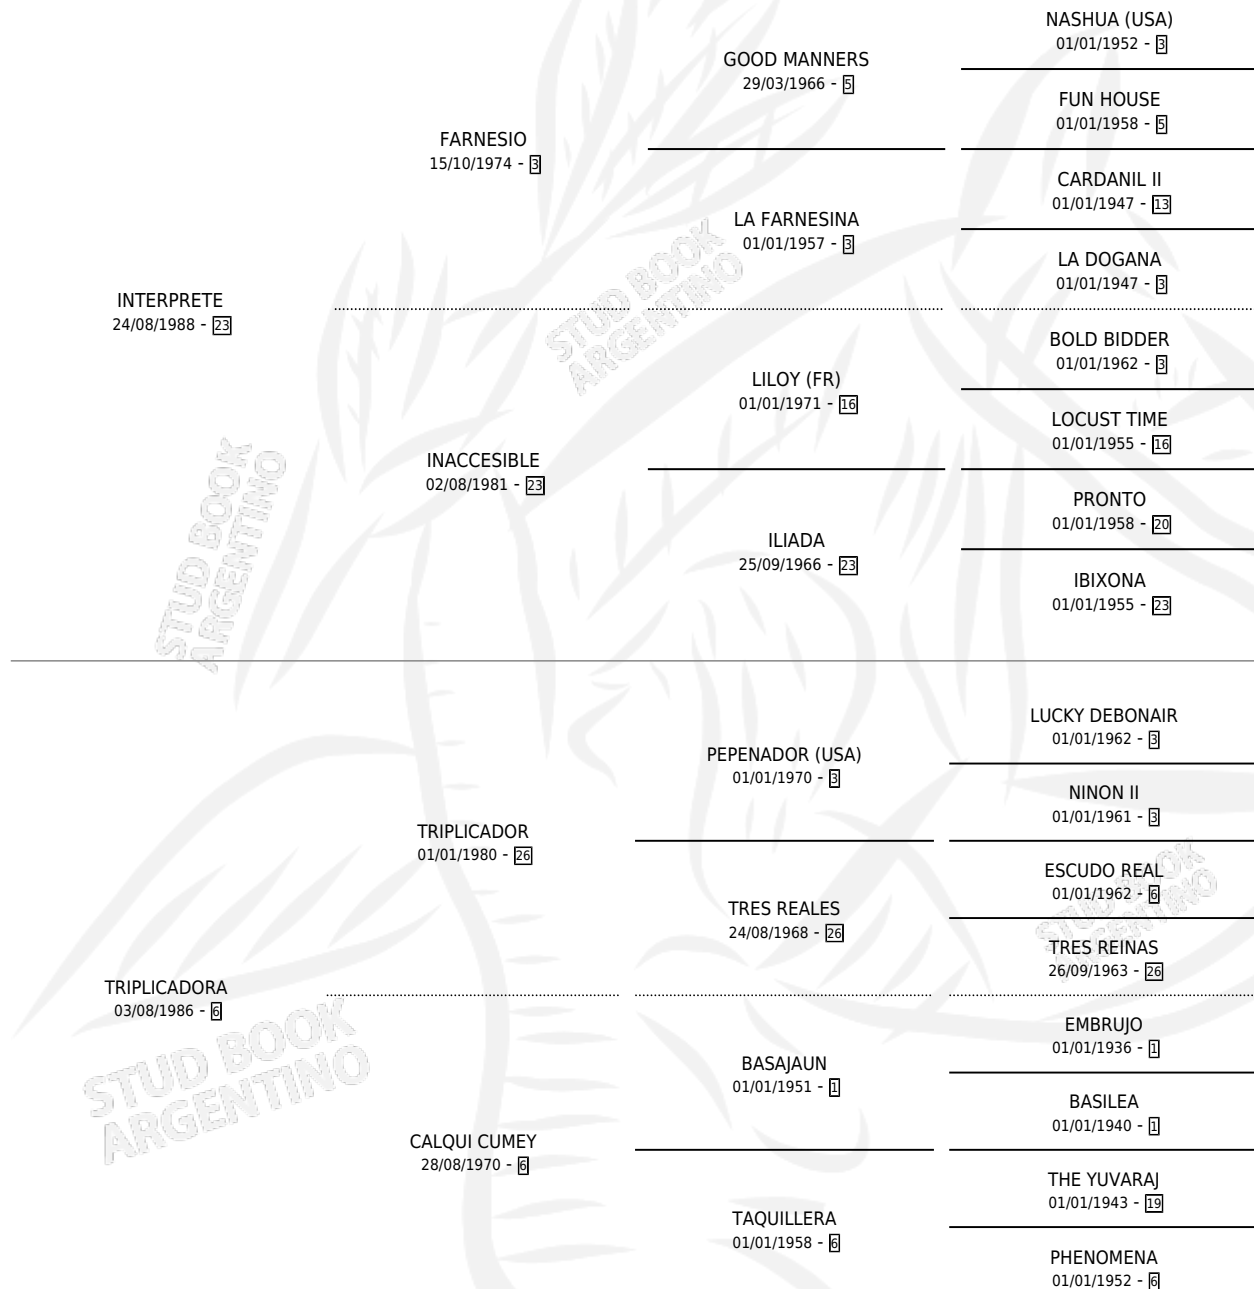 NASHUA (USA)
01/01/1952 - 3
GOOD MANNERS
29/03/1966 - 5
FUN HOUSE
01/01/1958 - 5
FARNESIO
15/10/1974 - 3
CARDANIL II
01/01/1947 - 13
LA FARNESINA
01/01/1957 - 3
LA DOGANA
01/01/1947 - 3
INTERPRETE
24/08/1988 - 23
BOLD BIDDER
01/01/1962 - 3
LILOY (FR)
01/01/1971 - 16
LOCUST TIME
01/01/1955 - 16
INACCESIBLE
02/08/1981 - 23
PRONTO
01/01/1958 - 20
ILIADA
25/09/1966 - 23
IBIXONA
01/01/1955 - 23
LUCKY DEBONAIR
01/01/1962 - 3
PEPENADOR (USA)
01/01/1970 - 3
NINON II
01/01/1961 - 3
TRIPLICADOR
01/01/1980 - 26
ESCUDO REAL
01/01/1962 - 6
TRES REALES
24/08/1968 - 26
TRES REINAS
26/09/1963 - 26
TRIPLICADORA
03/08/1986 - 6
EMBRUJO
01/01/1936 - 1
BASAJAUN
01/01/1951 - 1
BASILEA
01/01/1940 - 1
CALQUI CUMEY
28/08/1970 - 6
THE YUVARAJ
01/01/1943 - 19
TAQUILLERA
01/01/1958 - 6
PHENOMENA
01/01/1952 - 6
STUD BOOK
ARGENTINO
STUD BOOK
ARGENTINO
STUD BOOK
ARGENTINO
STUD BOOK
ARGENTINO